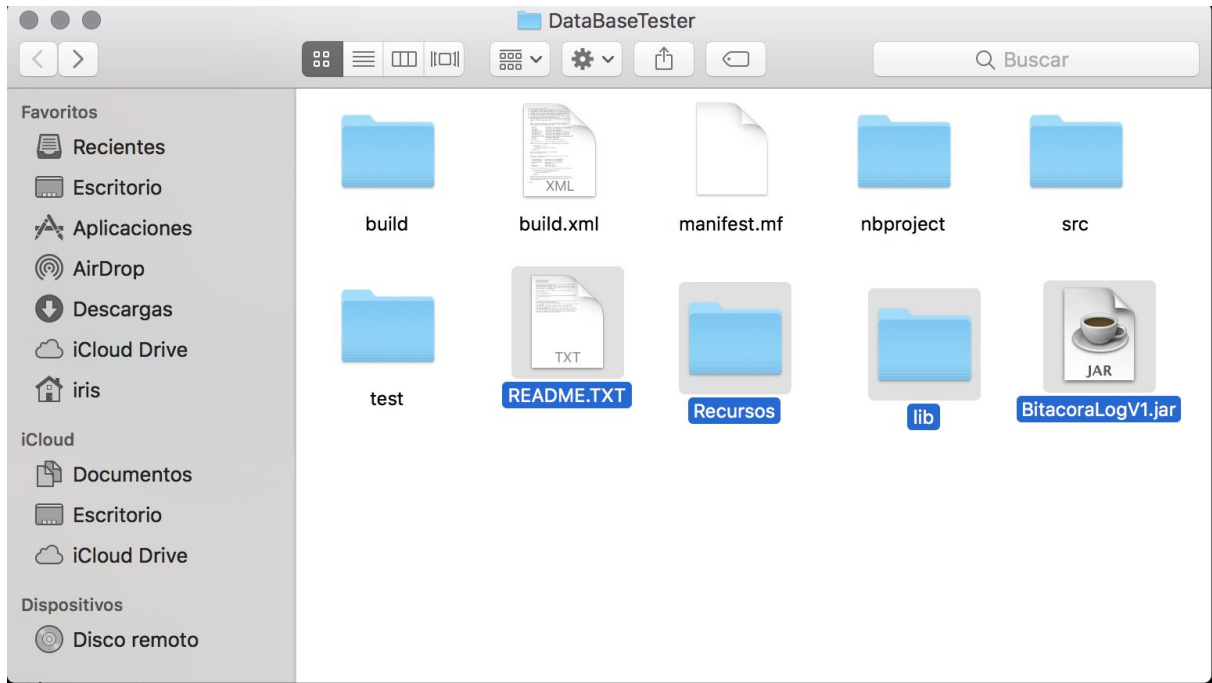 DataBaseTester
Buscar
Favoritos
Recientes
Escritorio
Aplicaciones
AirDrop
Descargas
iCloud Drive
iris
iCloud
Documentos
Escritorio
iCloud Drive
Dispositivos
Disco remoto
XML
build
build.xml
manifest.mf
nbproject
src
TXT
JAR
test
README.TXT
Recursos
lib
BitacoraLogV1.jar